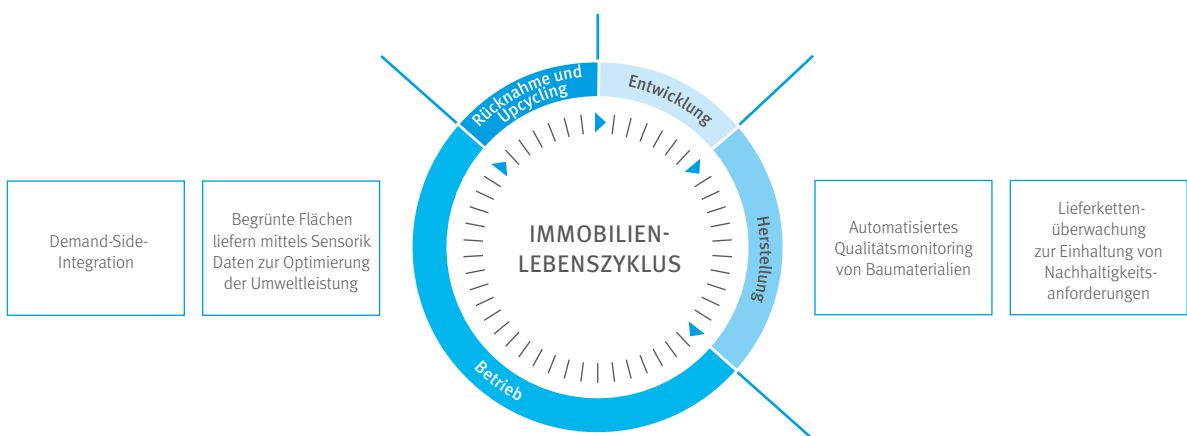 Rücknahme und
Upcycling
Entwicklung
Herstellung
Betrieb
IMMOBILIEN-
LEBENSZYKLUS
Demand-Side-
Integration
Begrünte Flächen
liefern mittels Sensorik
Daten zur Optimierung
der Umweltleistung
Automatisiertes
Qualitätsmonitoring
von Baumaterialien
Lieferketten-
überwachung
zur Einhaltung von
Nachhaltigkeits-
anforderungen